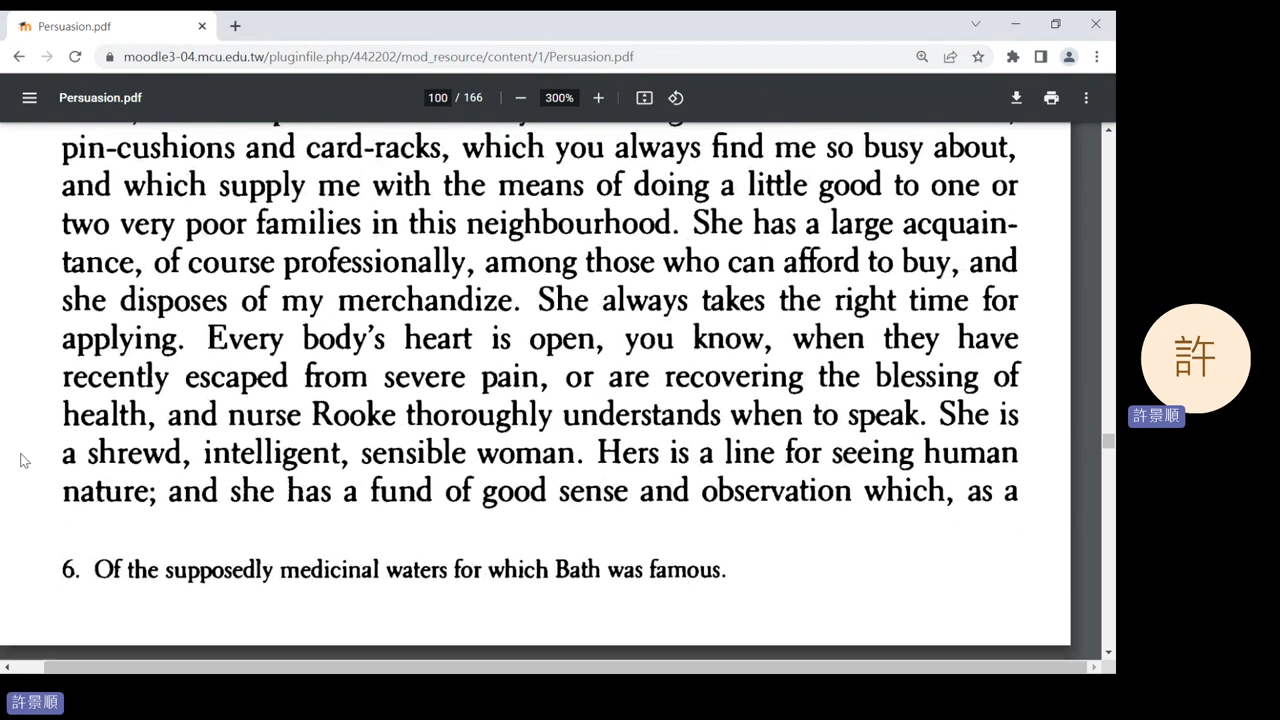 Persuasion.pdf
moodle3-04.mcu.edu.tw/pluginfile.php/442202/mod_resource/content/1/Persuasion.pdf
Persuasion.pdf
100 / 166
300%
pin-cushions and card-racks, which you always find me so busy about,
and which supply me with the means of doing a little good to one or
two very poor families in this neighbourhood. She has a large acquain-
tance, of course professionally, among those who can afford to buy, and
she disposes of my merchandize. She always takes the right time for
applying. Every body's heart is open, you know, when they have
recently escaped from severe pain, or are recovering the blessing of
health, and nurse Rooke thoroughly understands when to speak. She is
a shrewd, intelligent, sensible woman. Hers is a line for seeing human
nature; and she has a fund of good sense and observation which, as a
6. Of the supposedly medicinal waters for which Bath was famous.
許
許景順
許景順